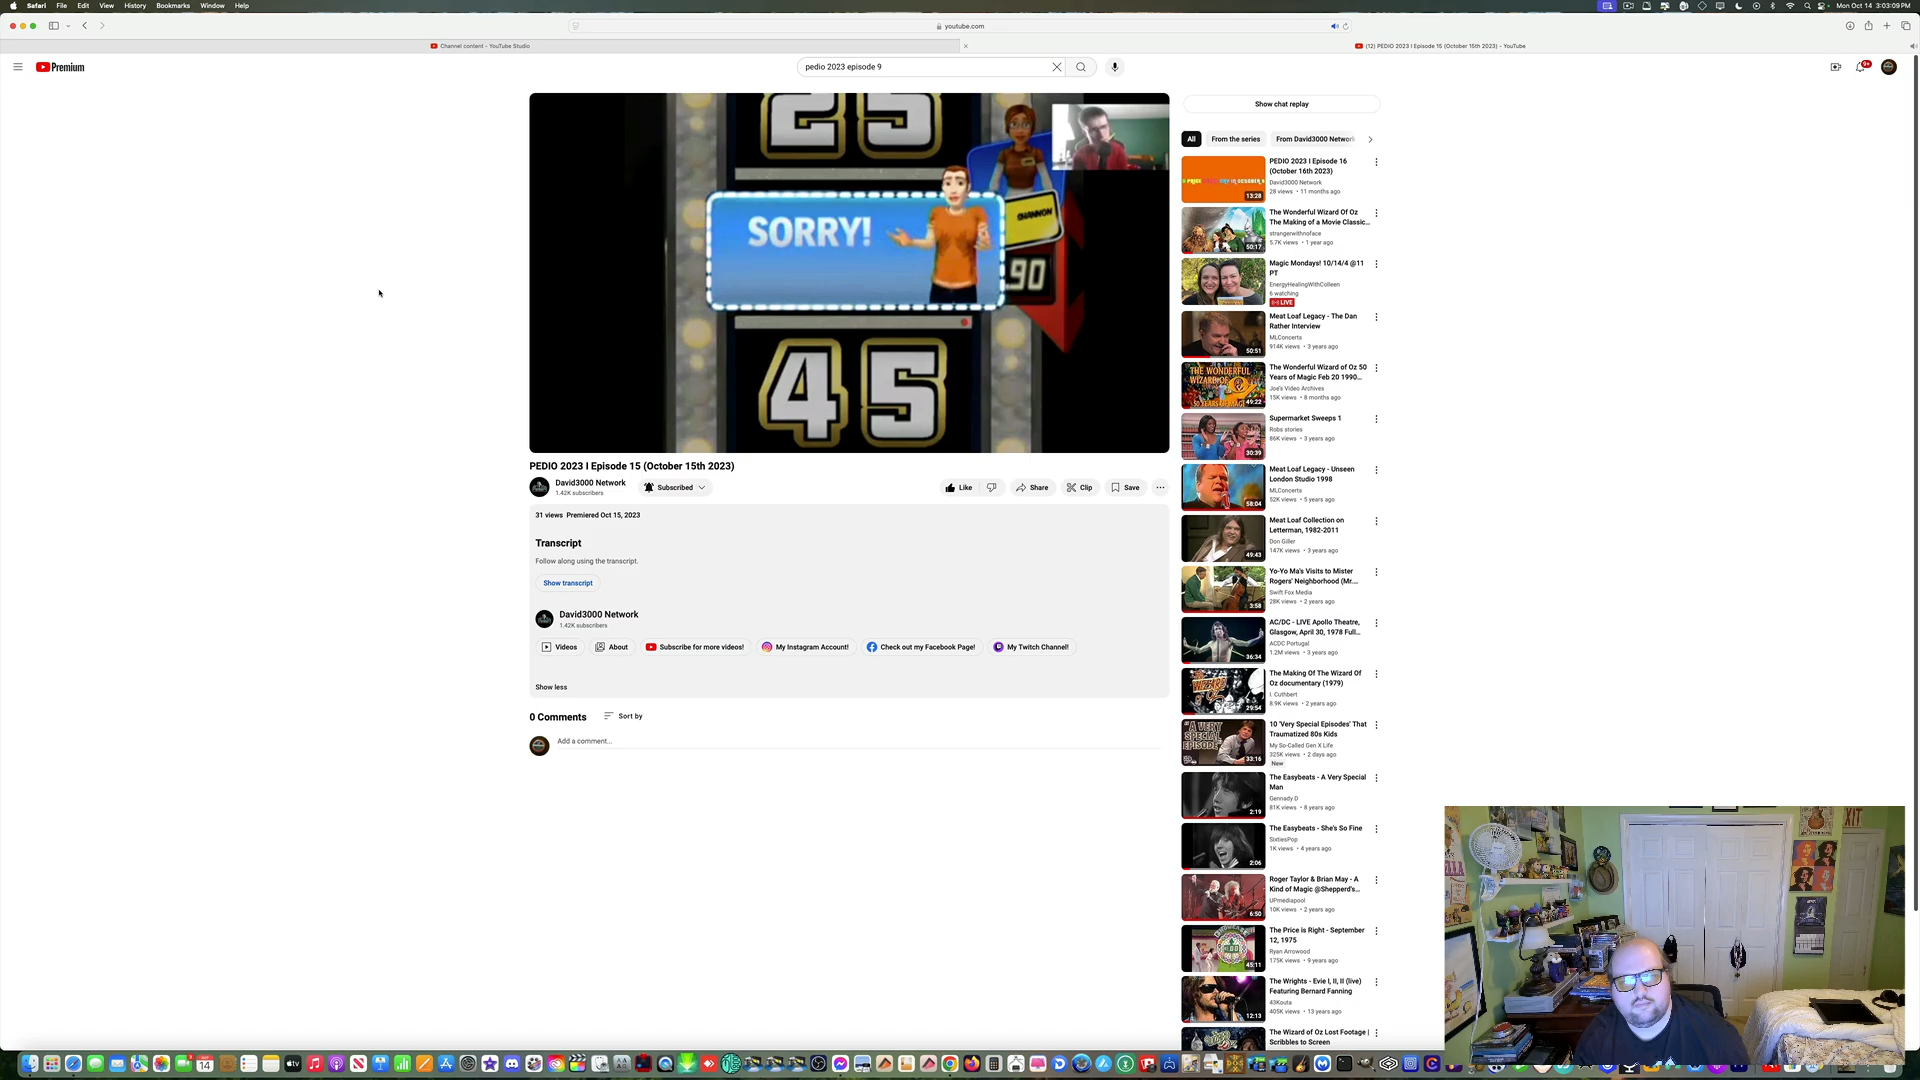 Safari File Edit View History Bookmarks Window Help
Mon Oct 14 3:03:09 PM
youtube.com
Channel content - YouTube Studio
(12) PEDIO 2023 I Episode 15 (October 15th 2023) - YouTube
Premium
pedio 2023 episode 9
9+
25
SORRY!
SHANNON
90
45
PEDIO 2023 I Episode 15 (October 15th 2023)
David3000 Network
1.42K subscribers
Subscribed
Like
Share
Clip
Save
31 views Premiered Oct 15, 2023
Transcript
Follow along using the transcript.
Show transcript
David3000 Network
1.42K subscribers
Videos
About
Subscribe for more videos!
My Instagram Account!
Check out my Facebook Page!
My Twitch Channel!
Show less
0 Comments
Sort by
Add a comment...
Show chat replay
All
From the series
From David3000 Network
PEDIO 2023 I Episode 16
(October 16th 2023)
David3000 Network
28 views • 11 months ago
13:28
The Wonderful Wizard Of Oz
The Making of a Movie Classic...
strangerwithnoface
5.7K views • 1 year ago
50:17
Magic Mondays! 10/14/4 @11
PT
EnergyHealingWithColleen
6 watching
LIVE
Meat Loaf Legacy - The Dan
Rather Interview
MLConcerts
914K views • 3 years ago
50:51
The Wonderful Wizard of Oz 50
Years of Magic Feb 20 1990...
Joe's Video Archives
15K views • 8 months ago
49:22
Supermarket Sweeps 1
Robs stories
86K views • 3 years ago
30:39
Meat Loaf Legacy - Unseen
London Studio 1998
MLConcerts
52K views • 5 years ago
58:04
Meat Loaf Collection on
Letterman, 1982-2011
Don Giller
147K views • 3 years ago
49:43
Yo-Yo Ma's Visits to Mister
Rogers' Neighborhood (Mr....
Swift Fox Media
28K views • 2 years ago
3:58
AC/DC - LIVE Apollo Theatre,
Glasgow, April 30, 1978 Full...
ACDC Portugal
1.2M views • 3 years ago
36:34
The Making Of The Wizard Of
Oz documentary (1979)
I. Cuthbert
8.9K views • 2 years ago
29:54
10 'Very Special Episodes' That
Traumatized 80s Kids
My So-Called Gen X Life
325K views • 2 days ago
New
A VERY
SPECIAL
EPISODE
33:16
The Easybeats - A Very Special
Man
Gennady D
81K views • 8 years ago
2:19
The Easybeats - She's So Fine
SixtiesPop
1K views • 4 years ago
2:06
Roger Taylor & Brian May - A
Kind of Magic @Shepperd's...
UPmediapool
10K views • 2 years ago
6:50
The Price is Right - September
12, 1975
Ryan Arrowood
175K views • 9 years ago
45:11
The Wrights - Evie I, II, II (live)
Featuring Bernard Fanning
43Kouta
405K views • 13 years ago
12:13
The Wizard of Oz Lost Footage |
Scribbles to Screen